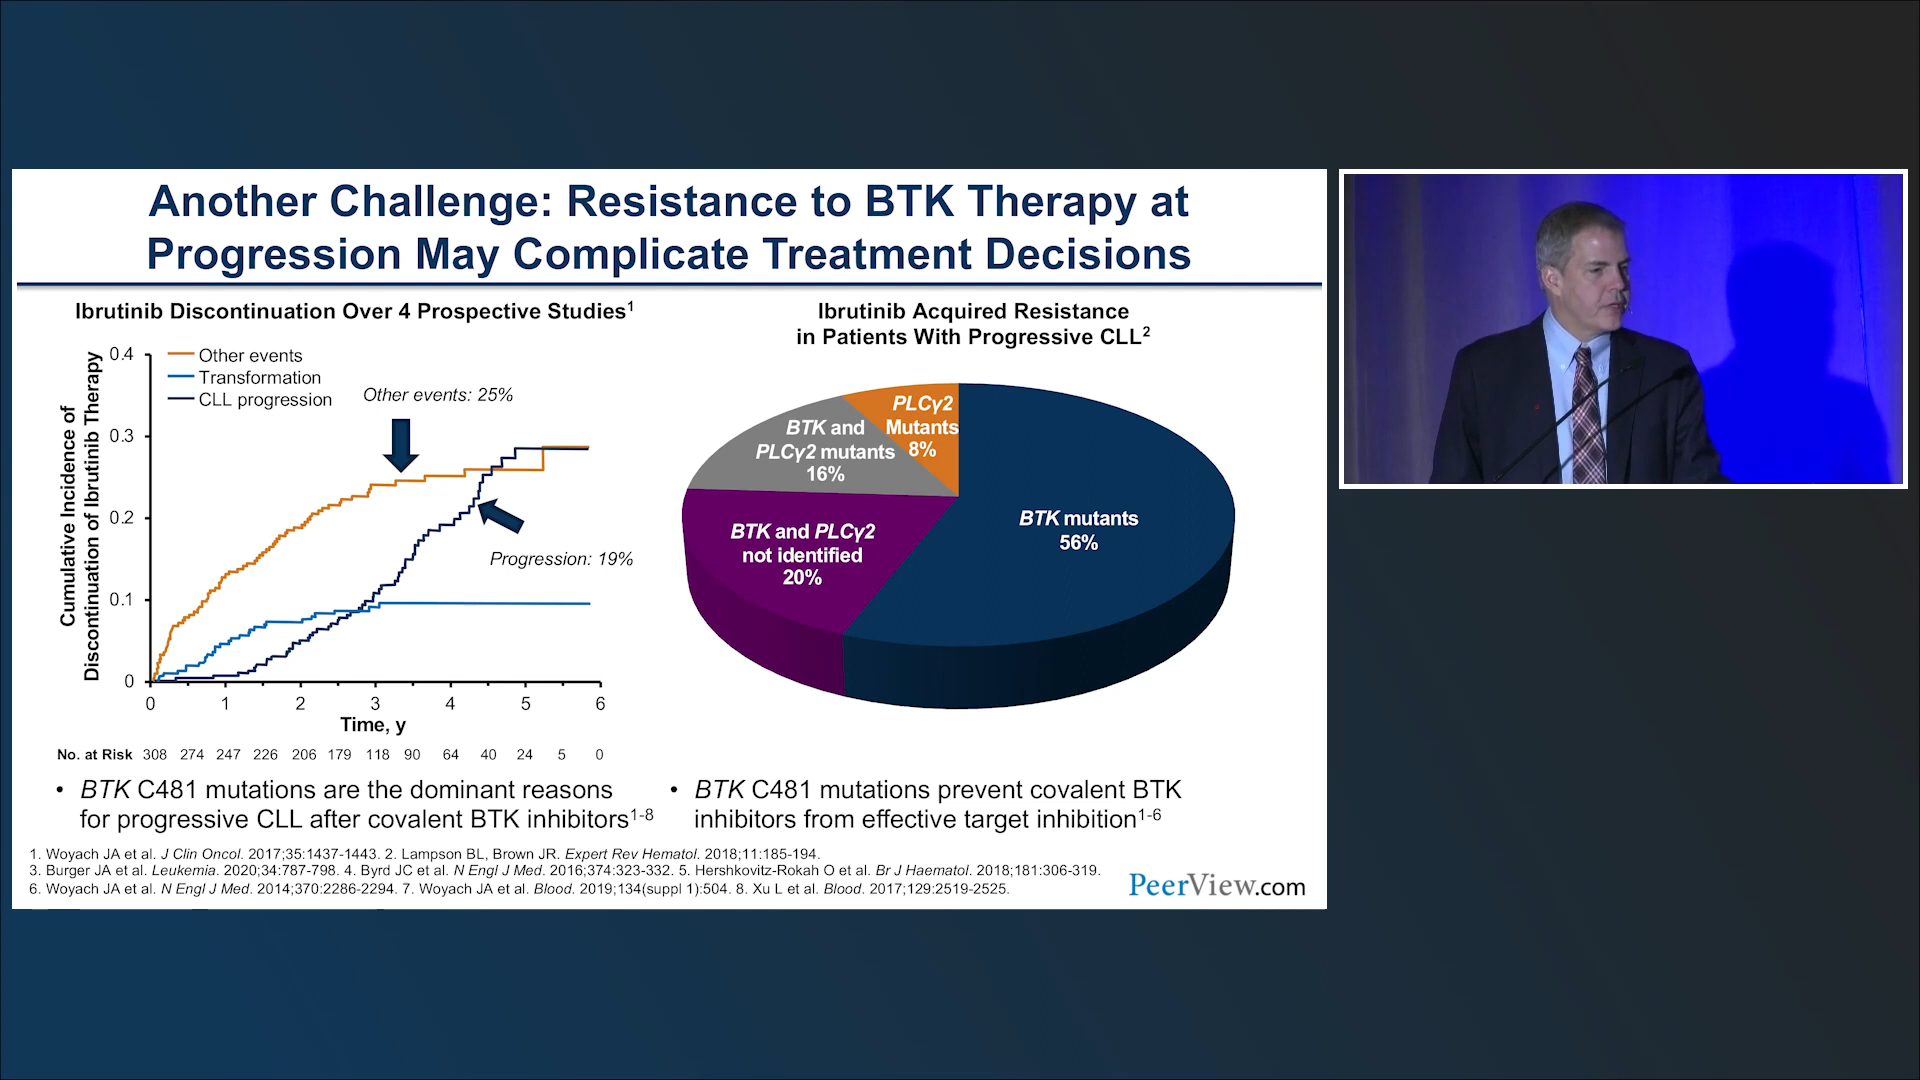 Another Challenge: Resistance to BTK Therapy at
Progression May Complicate Treatment Decisions
Ibrutinib Discontinuation Over 4 Prospective Studies¹
Cumulative Incidence of
Discontinuation of Ibrutinib Therapy
0.4
0.3
0.2
0.1
0
Other events
Transformation
CLL progression
Other events: 25%
Progression: 19%
0 1 2 3 4 5 6
Time, y
No. at Risk 308 274 247 226 206 179 118 90 64 40 24 5 0
• BTK C481 mutations are the dominant reasons
for progressive CLL after covalent BTK inhibitors¹⁻⁸
Ibrutinib Acquired Resistance
in Patients With Progressive CLL²
PLCγ2
Mutants
8%
BTK and
PLCγ2 mutants
16%
BTK and PLCγ2
not identified
20%
BTK mutants
56%
• BTK C481 mutations prevent covalent BTK
inhibitors from effective target inhibition¹⁻⁶
1. Woyach JA et al. J Clin Oncol. 2017;35:1437-1443. 2. Lampson BL, Brown JR. Expert Rev Hematol. 2018;11:185-194.
3. Burger JA et al. Leukemia. 2020;34:787-798. 4. Byrd JC et al. N Engl J Med. 2016;374:323-332. 5. Hershkovitz-Rokah O et al. Br J Haematol. 2018;181:306-319.
6. Woyach JA et al. N Engl J Med. 2014;370:2286-2294. 7. Woyach JA et al. Blood. 2019;134(suppl 1):504. 8. Xu L et al. Blood. 2017;129:2519-2525.
PeerView.com